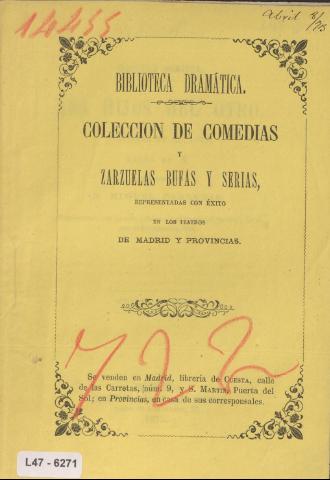 14455
Abril 8/913
BIBLIOTECA DRAMÁTICA.
COLECCION DE COMEDIAS
Y
ZARZUELAS BUFAS Y SERIAS,
REPRESENTADAS CON ÉXITO
EN LOS TEATROS
DE MADRID Y PROVINCIAS.
722
Se venden en Madrid, librería de CUESTA, calle
de las Carretas, núm. 9, y S. MARTIN, Puerta del
Sol; en Provincias, en casa de sus corresponsales.
L47 - 6271